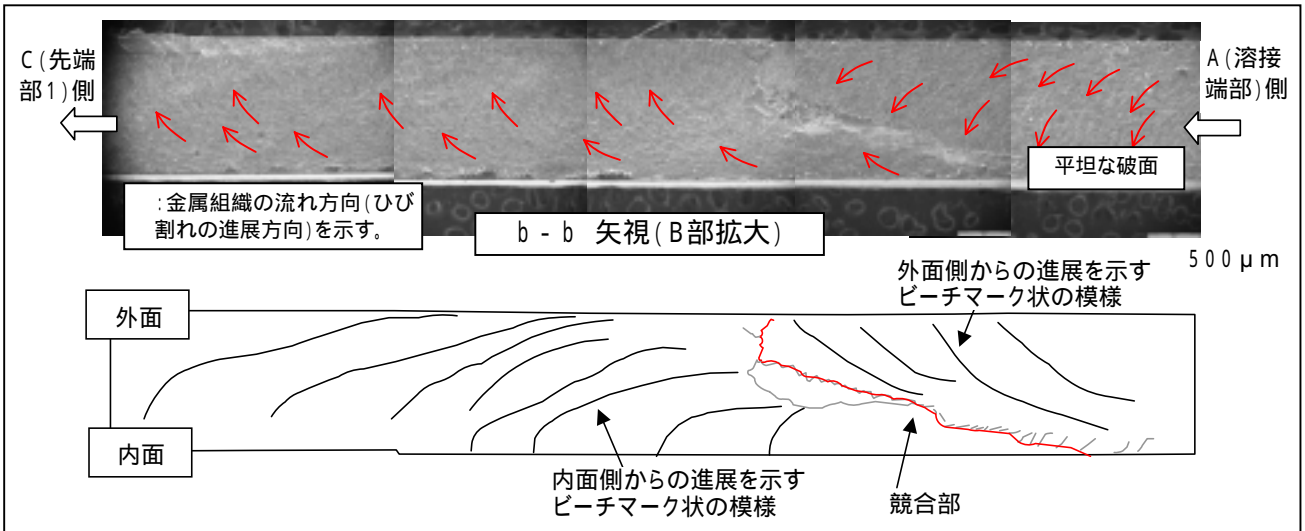 C(先端
部1)側
A(溶接
端部)側
平坦な破面
:金属組織の流れ方向(ひび
割れの進展方向)を示す。
b-b 矢視(B部拡大)
500μm
外面側からの進展を示す
ビーチマーク状の模様
外面
内面
内面側からの進展を示す
ビーチマーク状の模様
競合部